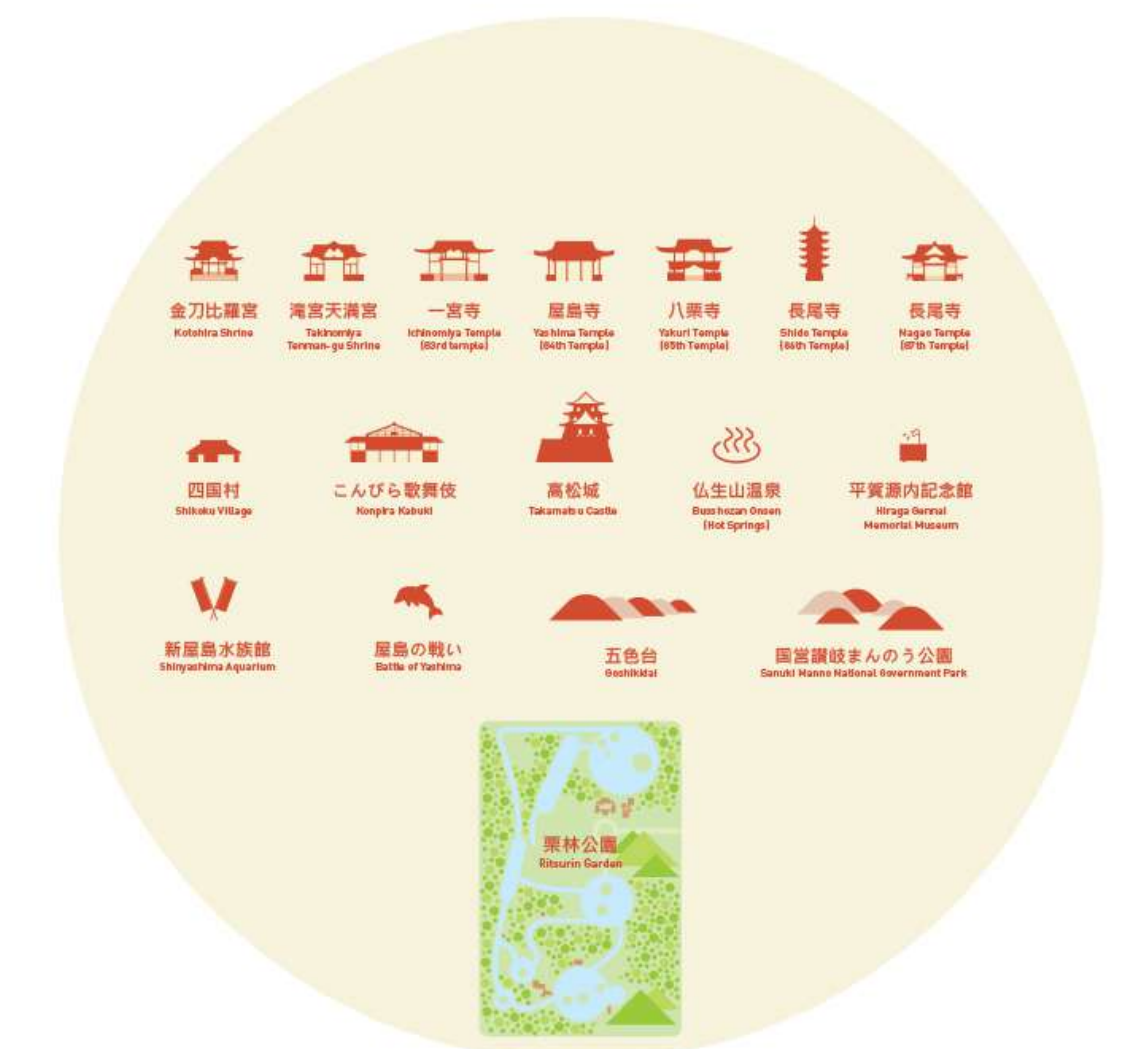 金刀比羅宮
Kotohira Shrine
滝宮天満宮
Takinomiya
Tenman-gu Shrine
一宮寺
Ichinomiya Temple
(83rd temple)
屋島寺
Yashima Temple
(84th Temple)
八栗寺
Yakuri Temple
(85th Temple)
長尾寺
Shido Temple
(86th Temple)
長尾寺
Nagao Temple
(87th Temple)
四国村
Shikoku Village
こんぴら歌舞伎
Konpira Kabuki
高松城
Takamatsu Castle
仏生山温泉
Busshozan Onsen
(Hot Springs)
平賀源内記念館
Hiraga Gennai
Memorial Museum
新屋島水族館
Shinyashima Aquarium
屋島の戦い
Battle of Yashima
五色台
Goshikidai
国営讃岐まんのう公園
Sanuki Manno National Government Park
栗林公園
Ritsurin Garden